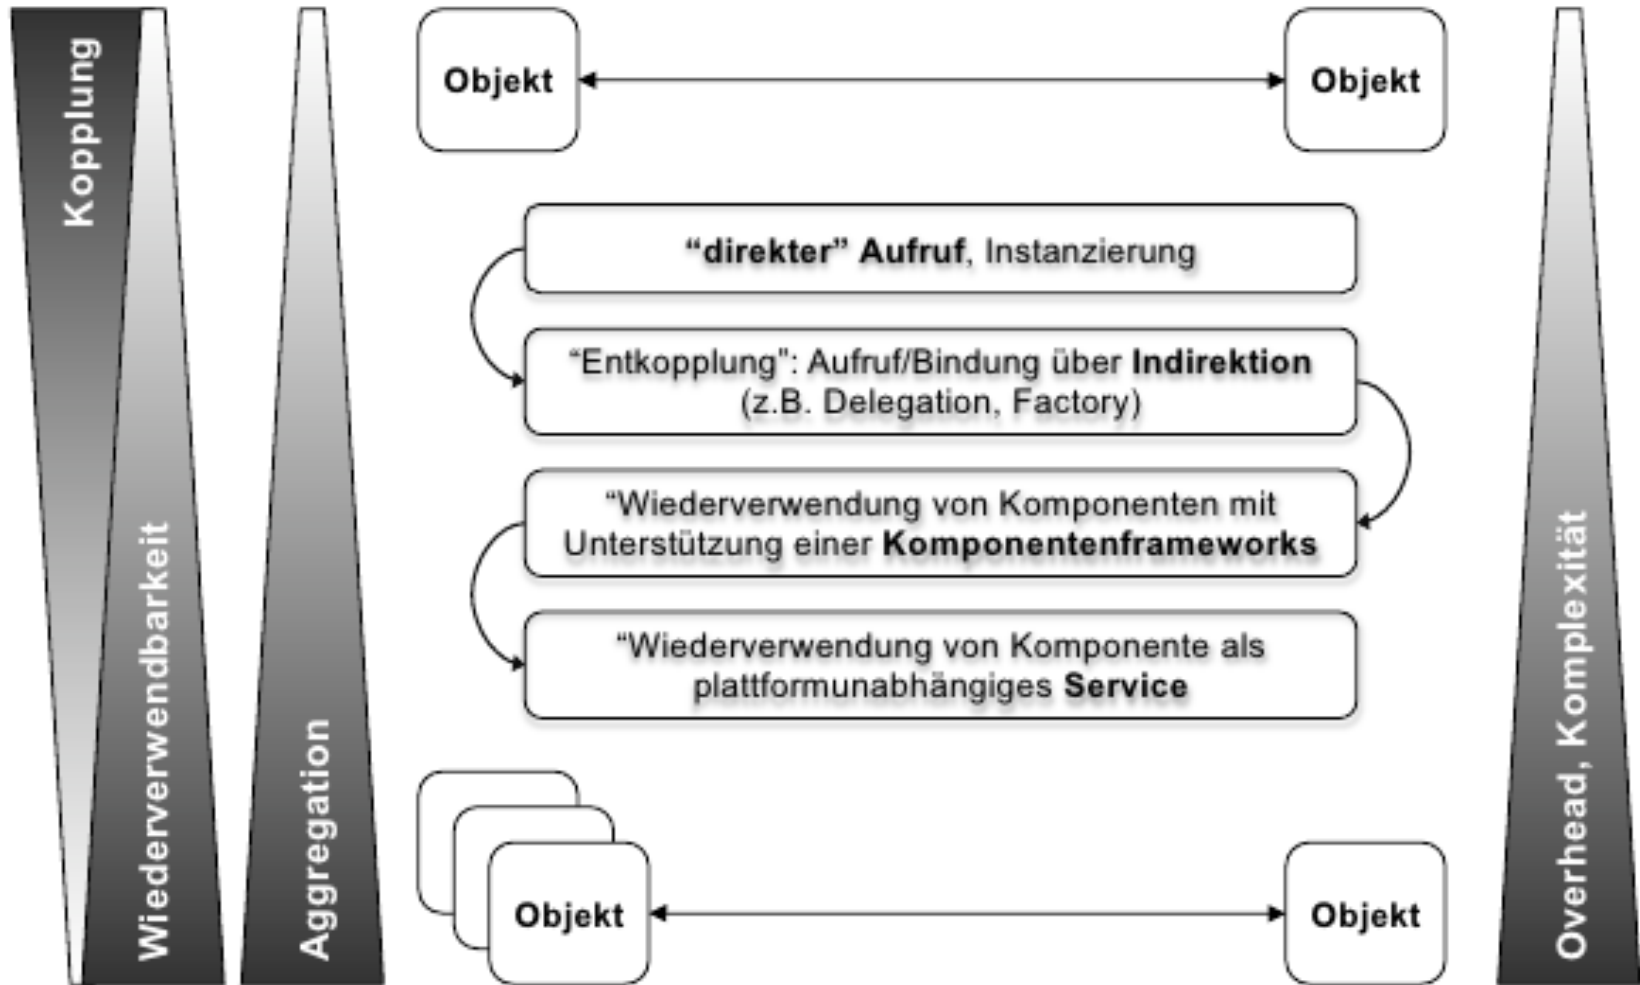 Kopplung
Wiederverwendbarkeit
Aggregation
Objekt
Objekt
“direkter” Aufruf, Instanzierung
“Entkopplung”: Aufruf/Bindung über Indirektion
(z.B. Delegation, Factory)
“Wiederverwendung von Komponenten mit
Unterstützung einer Komponentenframeworks
“Wiederverwendung von Komponente als
plattformunabhängiges Service
Objekt
Objekt
Overhead, Komplexität